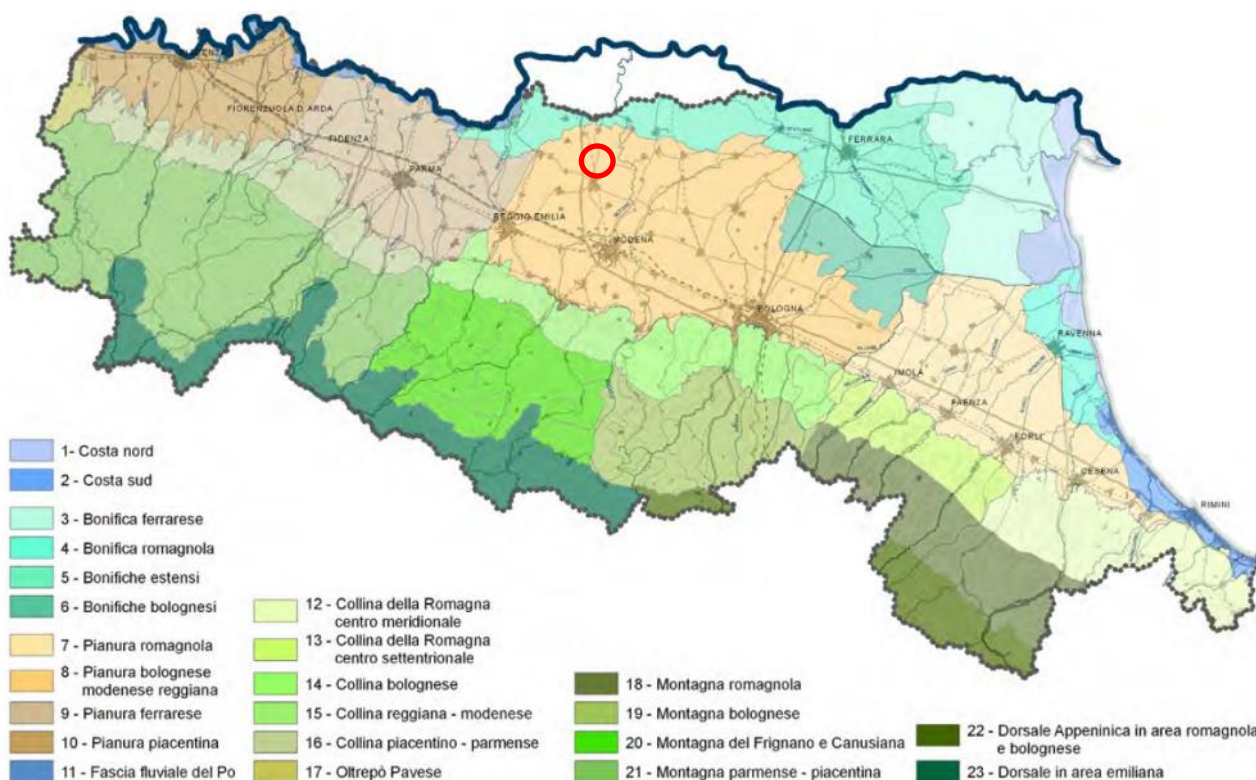 FIORENZUOLA D'ARDA
FIDENZA
PARMA
REGGIO EMILIA
MODENA
BOLOGNA
FERRARA
RAVENNA
IMOLA
FAENZA
FORLI'
CESENA
RIMINI
1- Costa nord
2 - Costa sud
3 - Bonifica ferrarese
4 - Bonifica romagnola
5 - Bonifiche estensi
6 - Bonifiche bolognesi
7 - Pianura romagnola
8 - Pianura bolognese
modenese reggiana
9 - Pianura ferrarese
10 - Pianura piacentina
11 - Fascia fluviale del Po
12 - Collina della Romagna
centro meridionale
13 - Collina della Romagna
centro settentrionale
14 - Collina bolognese
15 - Collina reggiana - modenese
16 - Collina piacentino - parmense
17 - Oltrepò Pavese
18 - Montagna romagnola
19 - Montagna bolognese
20 - Montagna del Frignano e Canusiana
21 - Montagna parmense - piacentina
22 - Dorsale Appeninica in area romagnola
e bolognese
23 - Dorsale in area emiliana